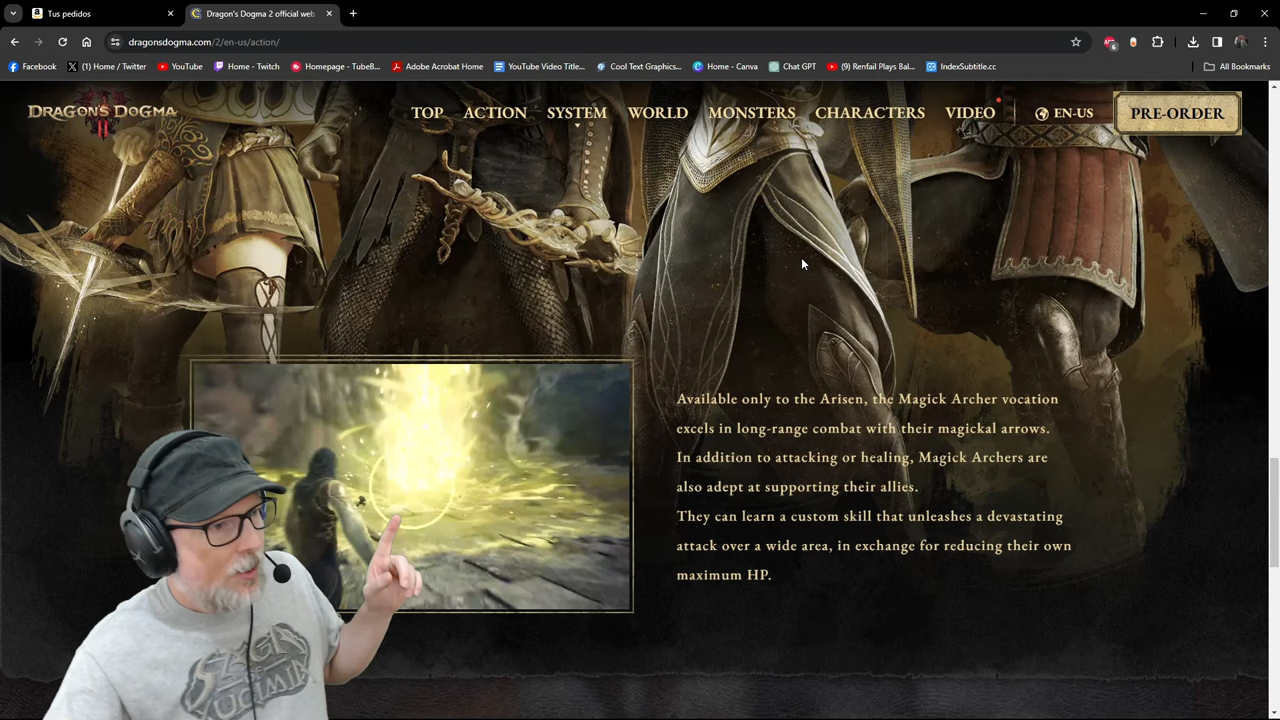 Tus pedidos
Dragon's Dogma 2 official web
dragonsdogma.com/2/en-us/action/
Facebook
(1) Home / Twitter
YouTube
Home - Twitch
Homepage - TubeB...
Adobe Acrobat Home
YouTube Video Title...
Cool Text Graphics...
Home - Canva
Chat GPT
(9) Renfail Plays Bal...
IndexSubtitle.cc
All Bookmarks
DRAGON'S DOGMA II
TOP
ACTION
SYSTEM
WORLD
MONSTERS
CHARACTERS
VIDEO
EN-US
PRE-ORDER
Available only to the Arisen, the Magick Archer vocation
excels in long-range combat with their magickal arrows.
In addition to attacking or healing, Magick Archers are
also adept at supporting their allies.
They can learn a custom skill that unleashes a devastating
attack over a wide area, in exchange for reducing their own
maximum HP.